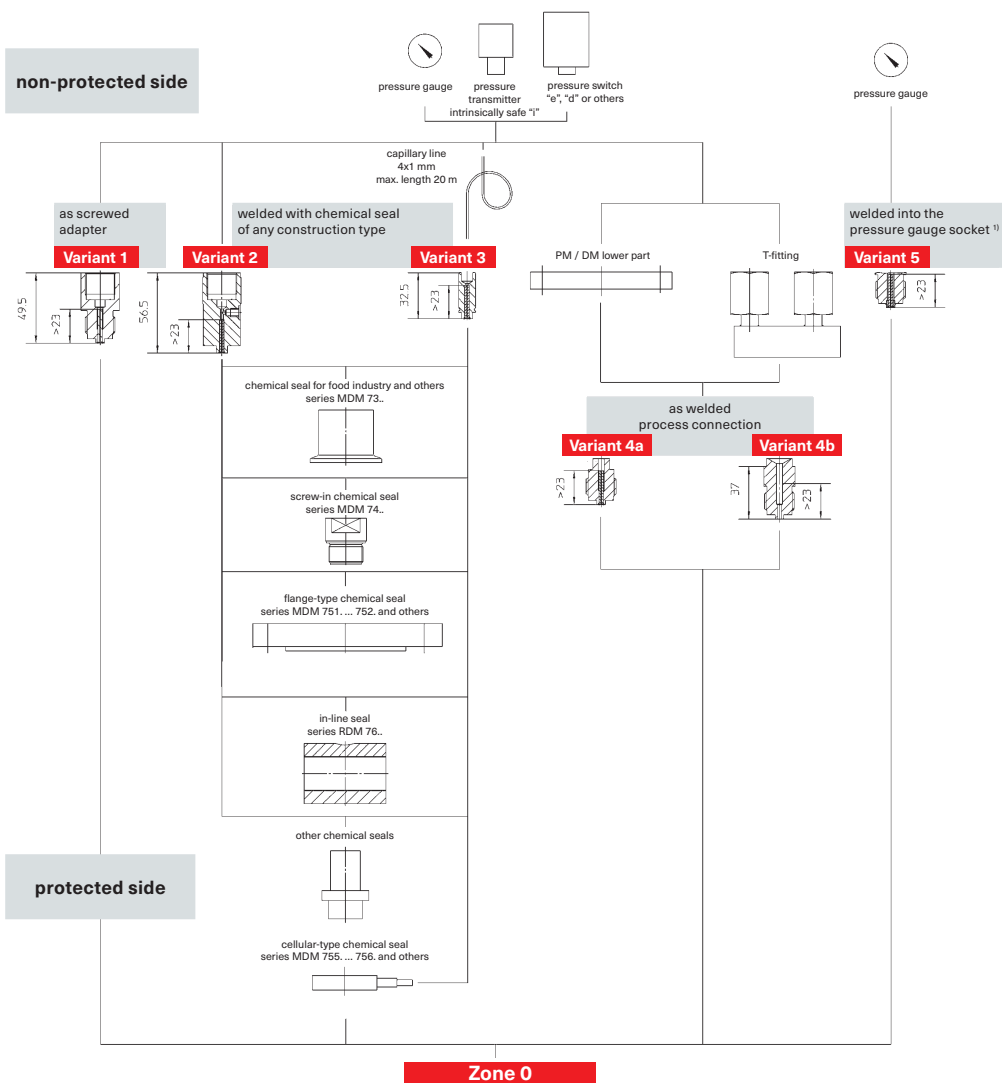 non-protected side
pressure gauge
pressure
transmitter
intrinsically safe "i"
pressure switch
"e", "d" or others
pressure gauge
capillary line
4x1 mm
max. length 20 m
as screwed
adapter
Variant 1
welded with chemical seal
of any construction type
Variant 2
Variant 3
PM / DM lower part
T-fitting
welded into the
pressure gauge socket ¹⁾
Variant 5
49.5
>23
56.5
>23
32.5
>23
>23
chemical seal for food industry and others
series MDM 73..
as welded
process connection
Variant 4a
Variant 4b
>23
37
>23
screw-in chemical seal
series MDM 74..
flange-type chemical seal
series MDM 751. ... 752. and others
in-line seal
series RDM 76..
other chemical seals
protected side
cellular-type chemical seal
series MDM 755. ... 756. and others
Zone 0